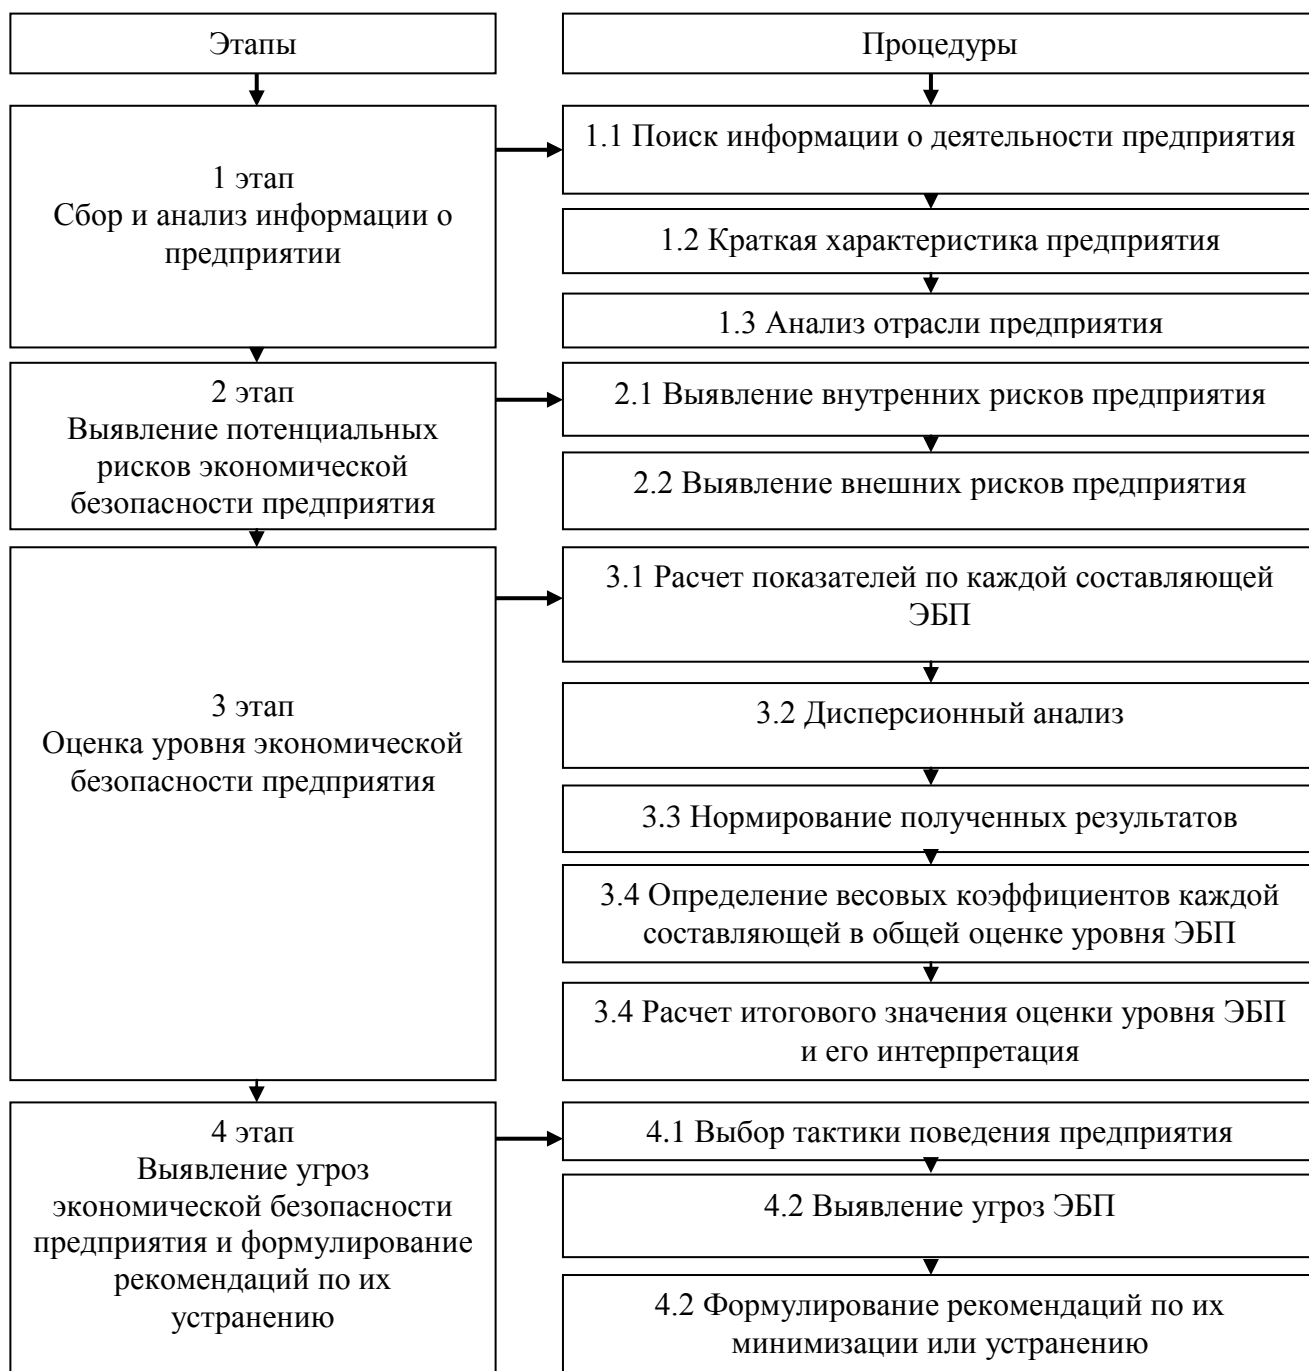 Этапы
Процедуры
1 этап
Сбор и анализ информации о
предприятии
1.1 Поиск информации о деятельности предприятия
1.2 Краткая характеристика предприятия
1.3 Анализ отрасли предприятия
2 этап
Выявление потенциальных
рисков экономической
безопасности предприятия
2.1 Выявление внутренних рисков предприятия
2.2 Выявление внешних рисков предприятия
3 этап
Оценка уровня экономической
безопасности предприятия
3.1 Расчет показателей по каждой составляющей
ЭБП
3.2 Дисперсионный анализ
3.3 Нормирование полученных результатов
3.4 Определение весовых коэффициентов каждой
составляющей в общей оценке уровня ЭБП
3.4 Расчет итогового значения оценки уровня ЭБП
и его интерпретация
4 этап
Выявление угроз
экономической безопасности
предприятия и формулирование
рекомендаций по их
устранению
4.1 Выбор тактики поведения предприятия
4.2 Выявление угроз ЭБП
4.2 Формулирование рекомендаций по их
минимизации или устранению